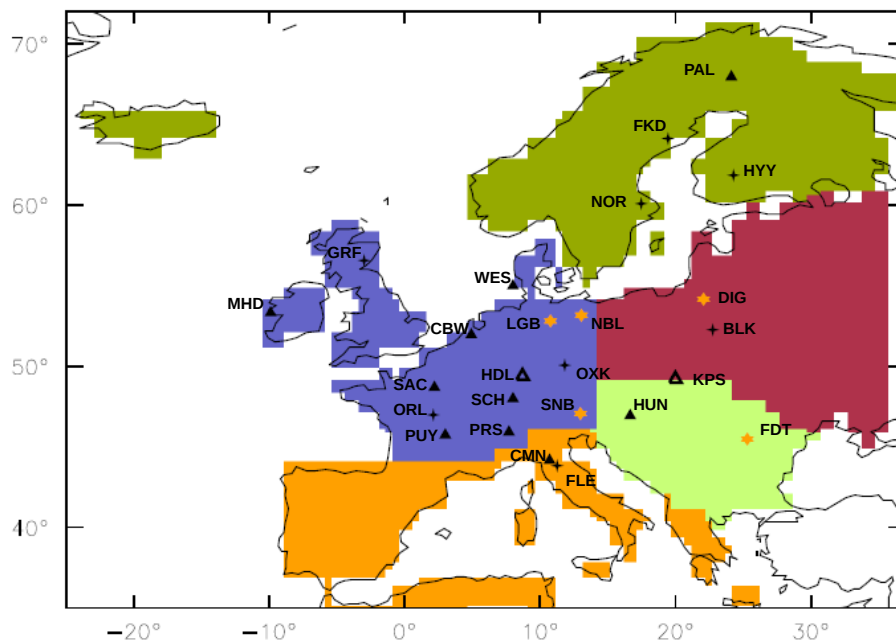 70°
PAL
FKD
HYY
60°
NOR
GRF
WES
MHD
DIG
CBW
LGB
NBL
BLK
50°
HDL
OXK
KPS
SAC
SCH
SNB
HUN
ORL
FDT
PUY
PRS
CMN
FLE
40°
−20°
−10°
0°
10°
20°
30°